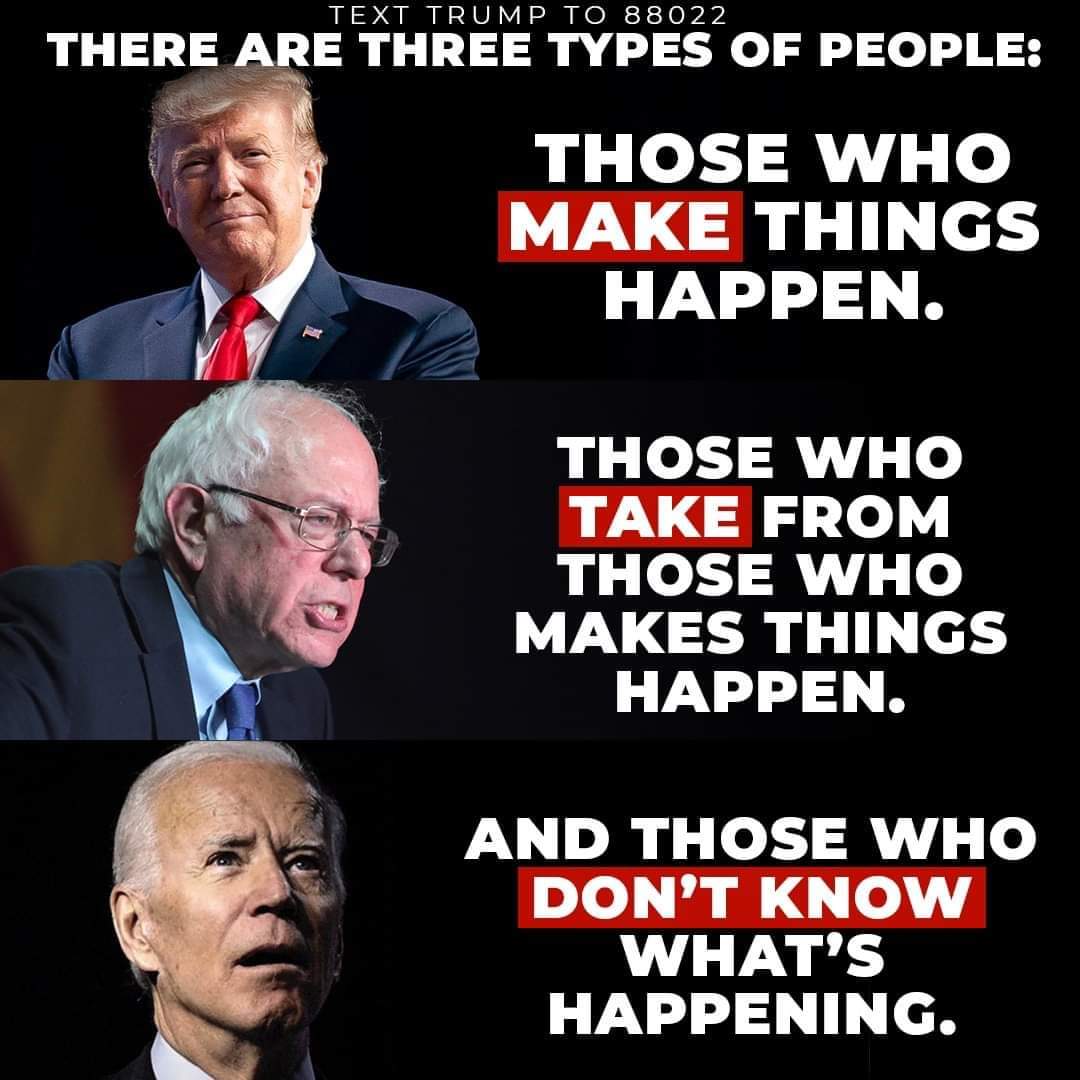 TEXT TRUMP TO 88022
THERE ARE THREE TYPES OF PEOPLE:
THOSE WHO
MAKE THINGS
HAPPEN.
THOSE WHO
TAKE FROM
THOSE WHO
MAKES THINGS
HAPPEN.
AND THOSE WHO
DON'T KNOW
WHAT'S
HAPPENING.